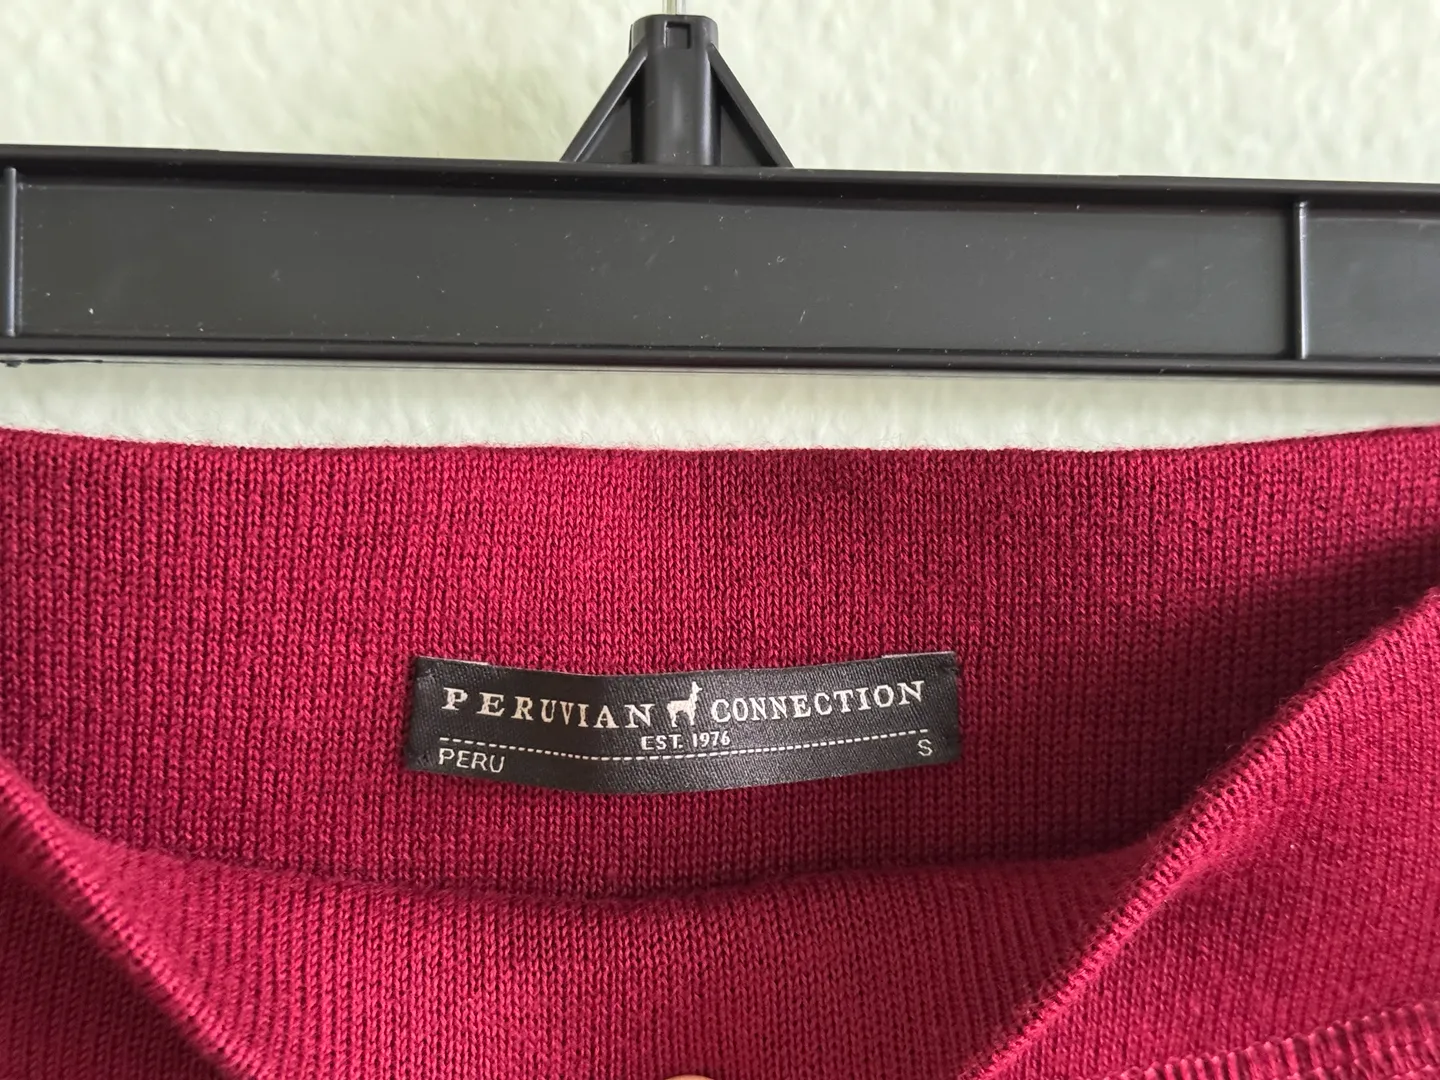 PERUVIAN CONNECTION
EST. 1976
PERU S